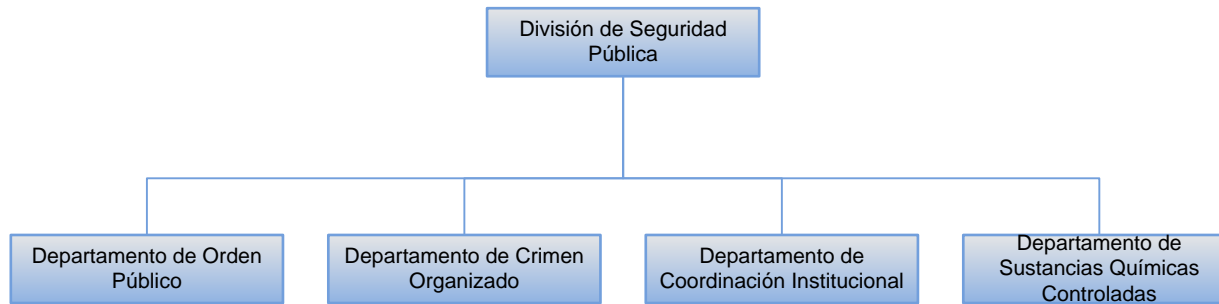 División de Seguridad
Pública
Departamento de Orden
Público
Departamento de Crimen
Organizado
Departamento de
Coordinación Institucional
Departamento de
Sustancias Químicas
Controladas